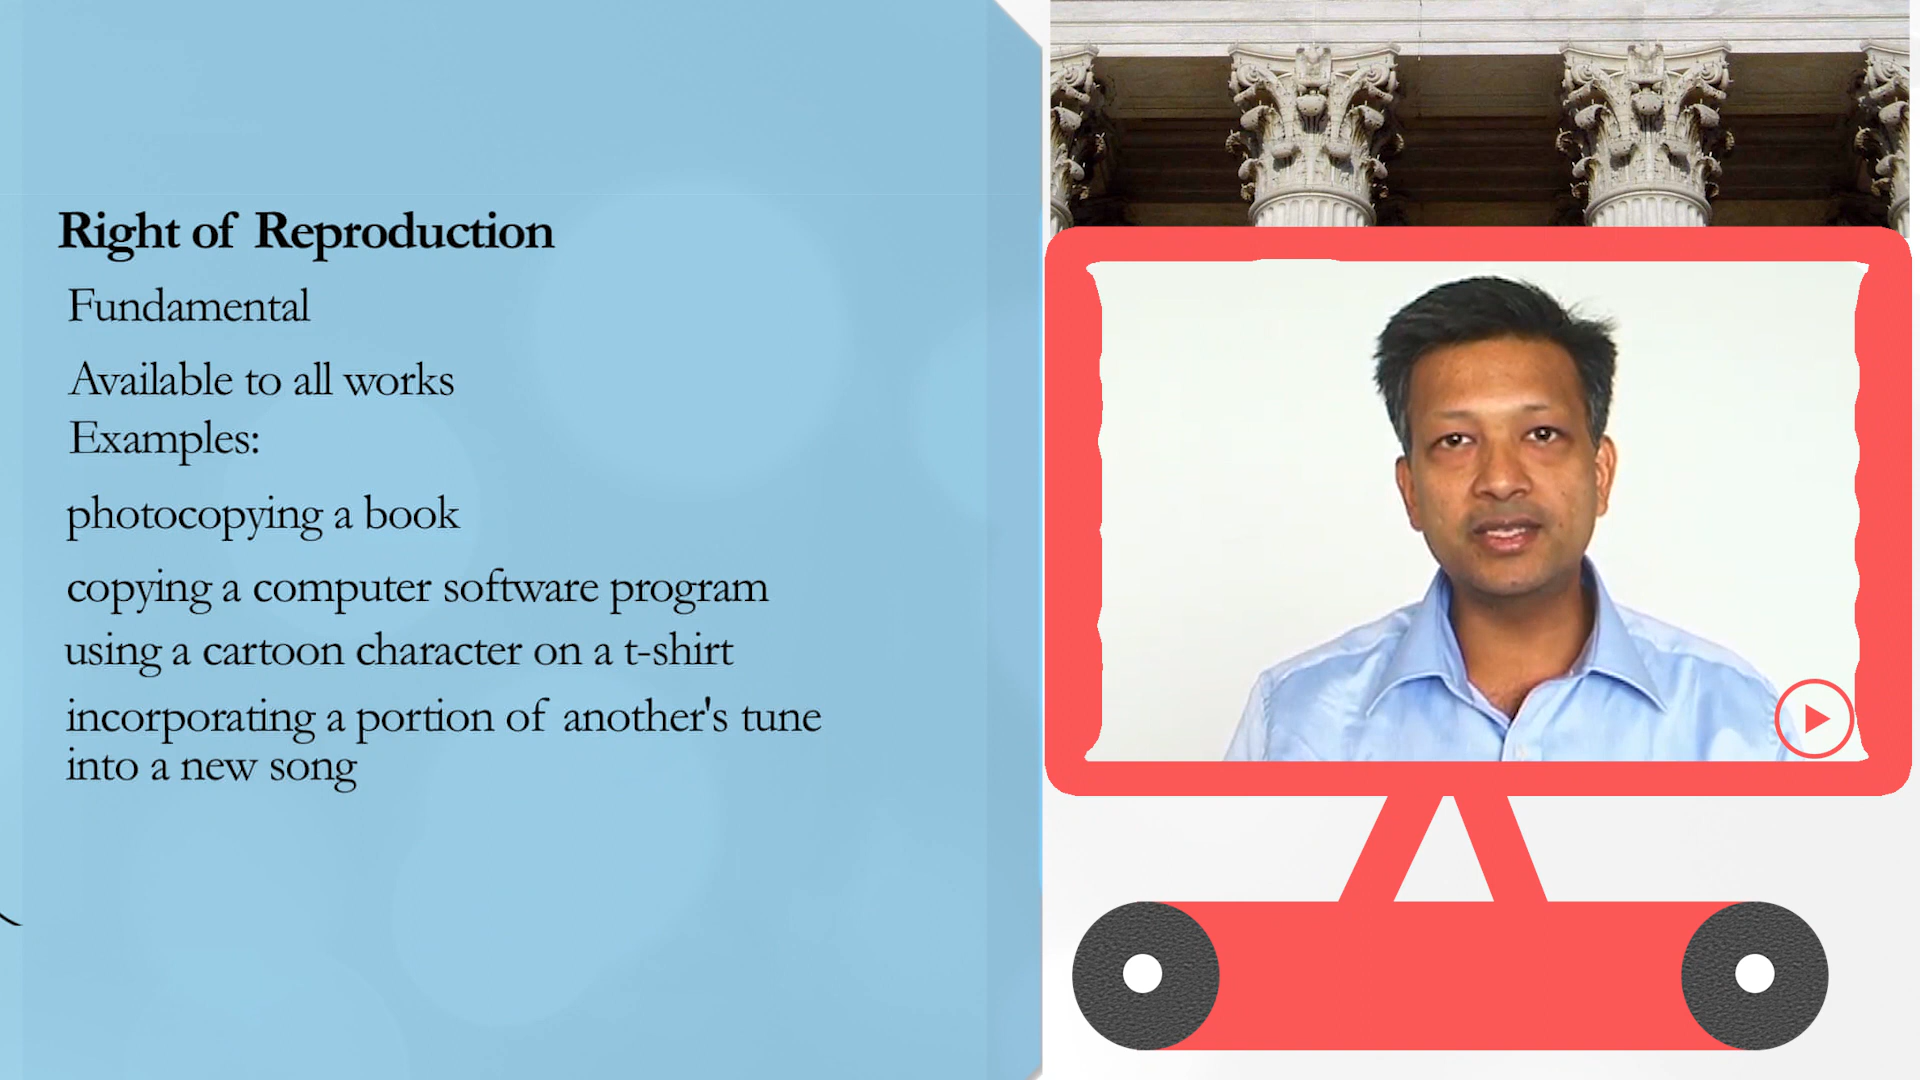 Right of Reproduction
Fundamental
Available to all works
Examples:
photocopying a book
copying a computer software program
using a cartoon character on a t-shirt
incorporating a portion of another's tune
into a new song